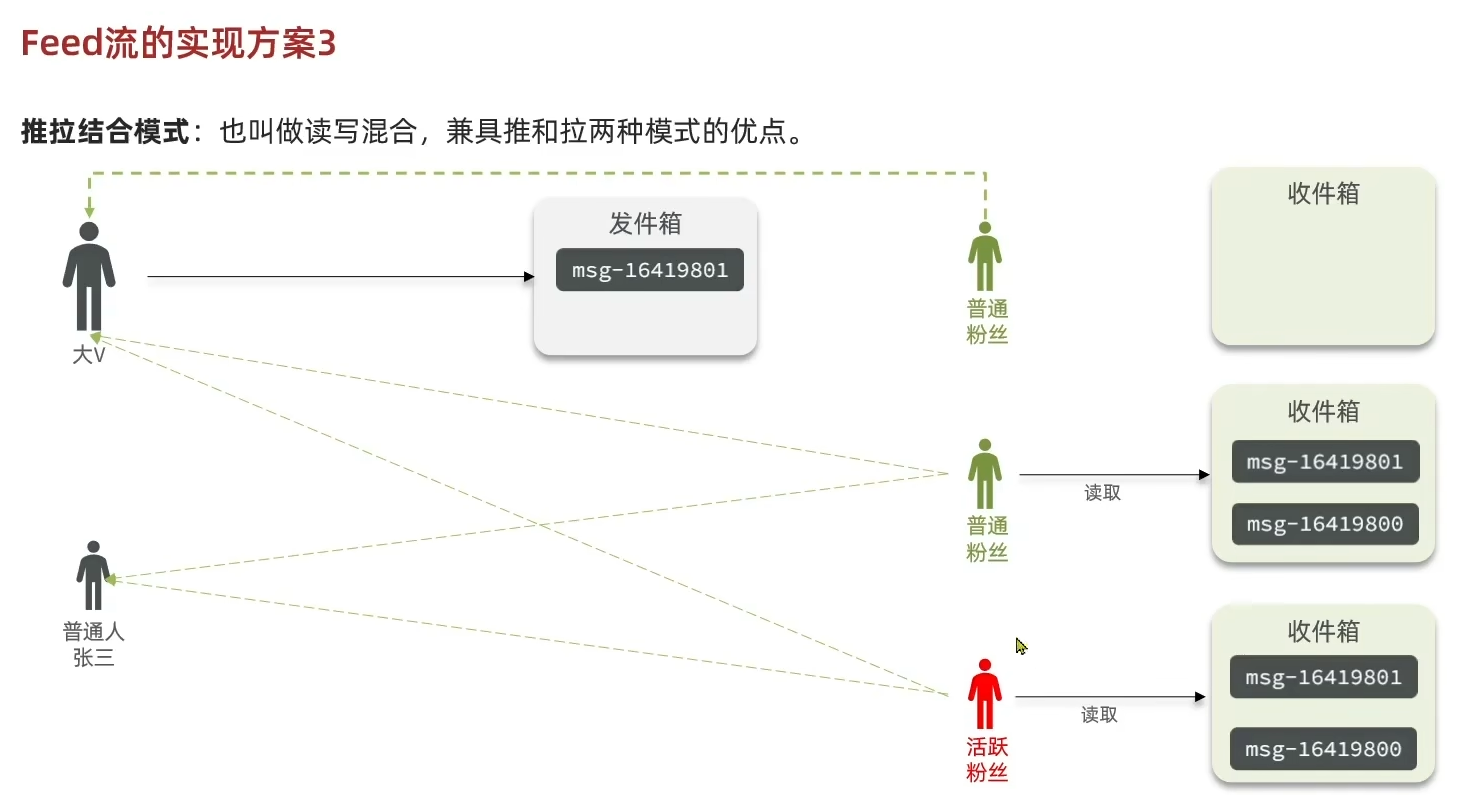 Feed流的实现方案3
推拉结合模式：也叫做读写混合，兼具推和拉两种模式的优点。
发件箱
msg-16419801
大V
普通
粉丝
收件箱
收件箱
msg-16419801
msg-16419800
普通
粉丝
读取
普通人
张三
收件箱
msg-16419801
msg-16419800
活跃
粉丝
读取